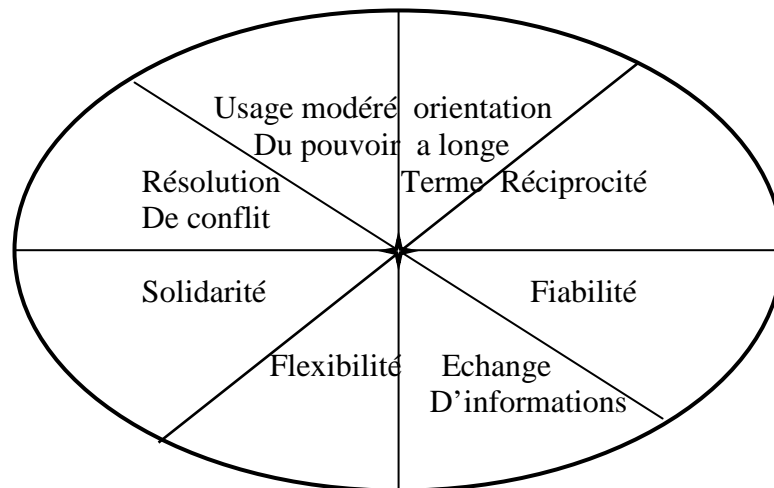 Usage modéré orientation
Du pouvoir a longe
Résolution Terme Réciprocité
De conflit
Solidarité Fiabilité
Flexibilité Echange
D’informations